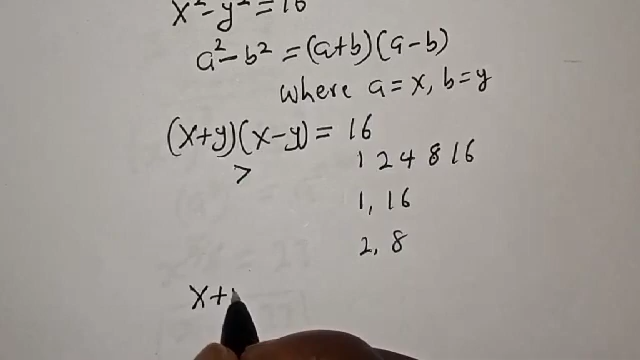 x² - y² = 16
a² - b² = (a+b)(a-b)
where a = x, b = y
(x+y)(x-y) = 16
>
1 2 4 8 16
1, 16
2, 8
x+